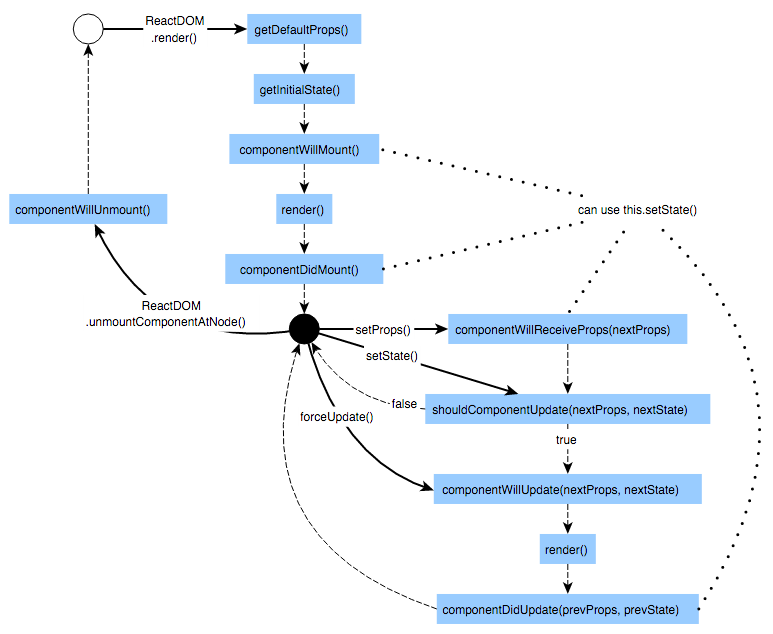 ReactDOM
.render()
getDefaultProps()
getInitialState()
componentWillMount()
render()
componentDidMount()
componentWillUnmount()
can use this.setState()
ReactDOM
.unmountComponentAtNode()
setProps()
componentWillReceiveProps(nextProps)
setState()
false
shouldComponentUpdate(nextProps, nextState)
forceUpdate()
true
componentWillUpdate(nextProps, nextState)
render()
componentDidUpdate(prevProps, prevState)